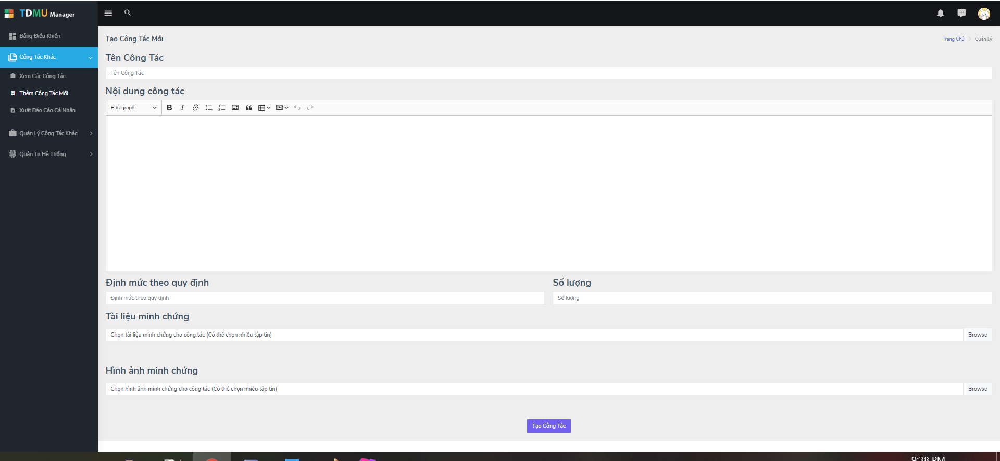 TDMU Manager
Bảng Điều Khiển
Công Tác Khác
Xem Các Công Tác
Thêm Công Tác Mới
Xuất Báo Cáo Cá Nhân
Quản Lý Công Tác Khác
Quản Trị Hệ Thống
Tạo Công Tác Mới
Trang Chủ
Quản Lý
Tên Công Tác
Tên Công Tác
Nội dung công tác
Paragraph
Định mức theo quy định
Số lượng
Định mức theo quy định
Số lượng
Tài liệu minh chứng
Chọn tài liệu minh chứng cho công tác (Có thể chọn nhiều tập tin)
Browse
Hình ảnh minh chứng
Chọn hình ảnh minh chứng cho công tác (Có thể chọn nhiều tập tin)
Browse
Tạo Công Tác
9:38 PM